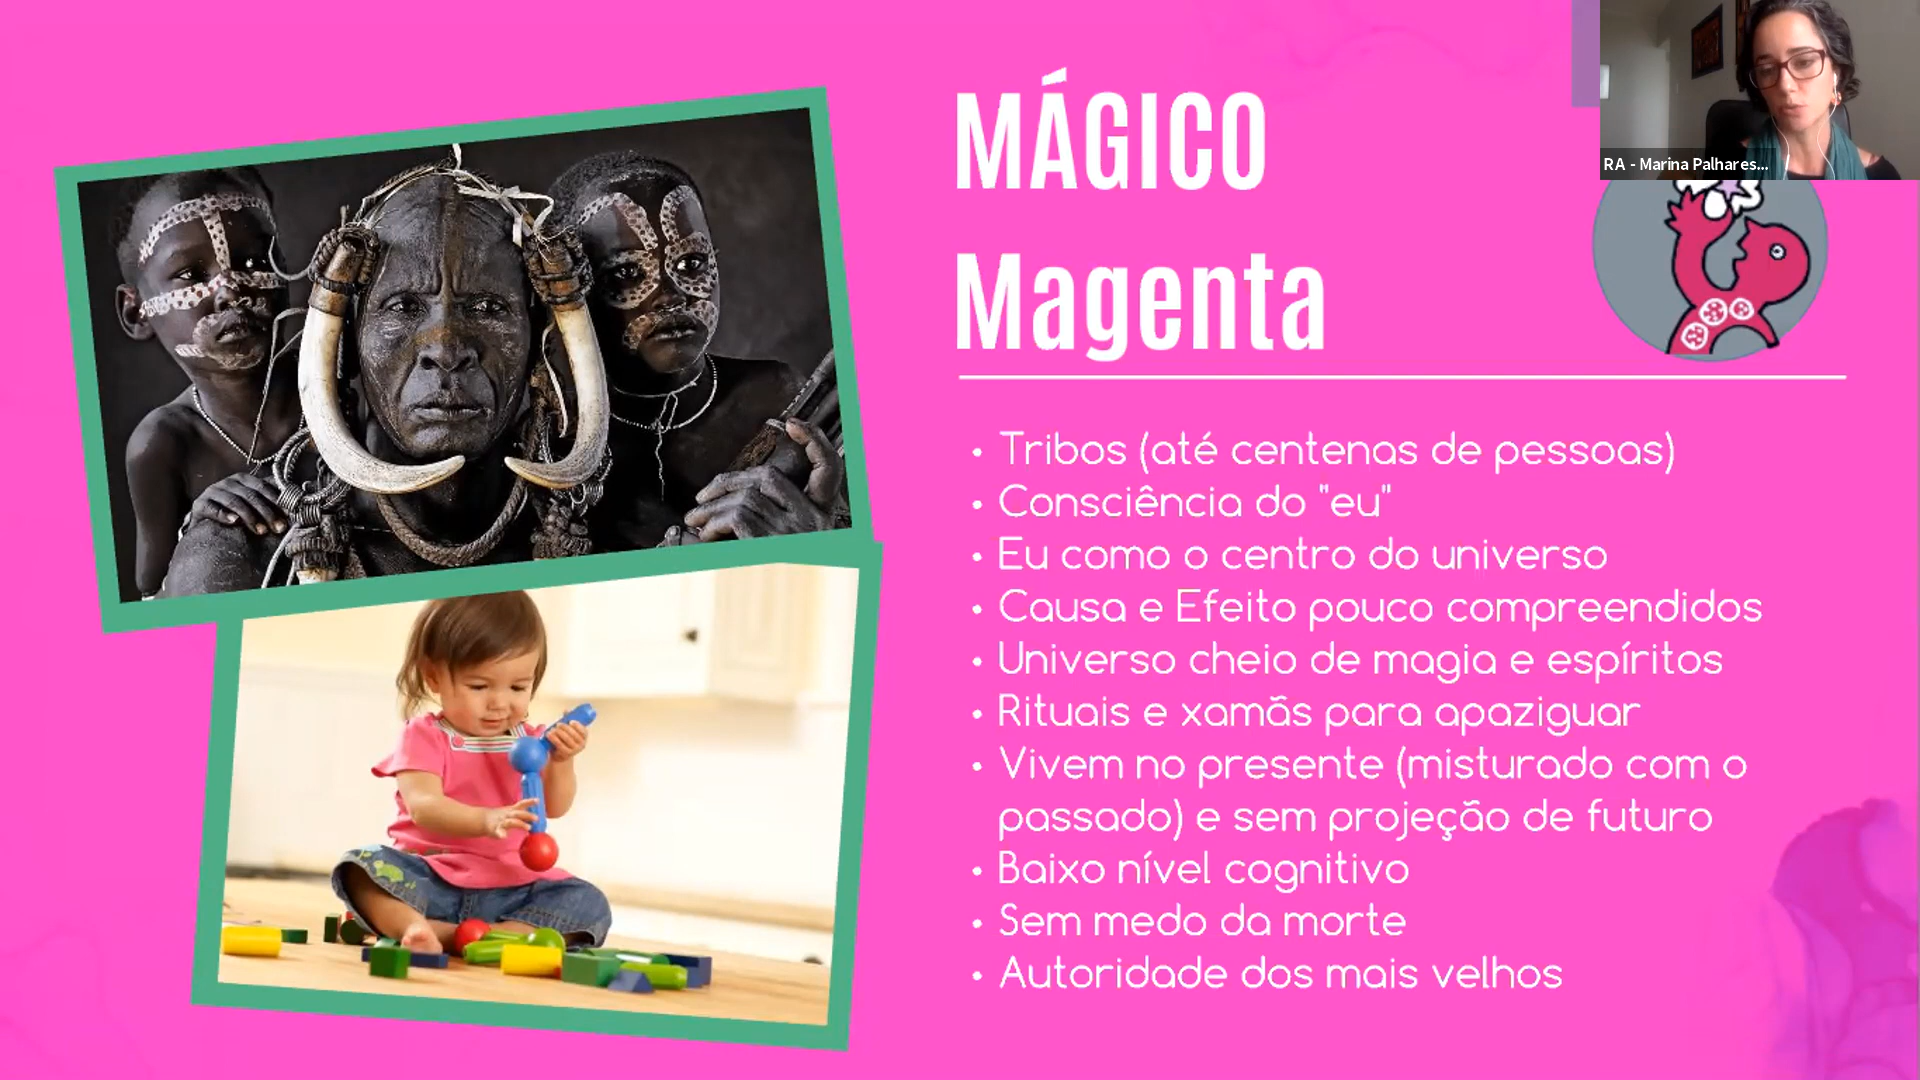 MÁGICO
Magenta
RA - Marina Palhares...
• Tribos (até centenas de pessoas)
• Consciência do "eu"
• Eu como o centro do universo
• Causa e Efeito pouco compreendidos
• Universo cheio de magia e espíritos
• Rituais e xamãs para apaziguar
• Vivem no presente (misturado com o
passado) e sem projeção de futuro
• Baixo nível cognitivo
• Sem medo da morte
• Autoridade dos mais velhos